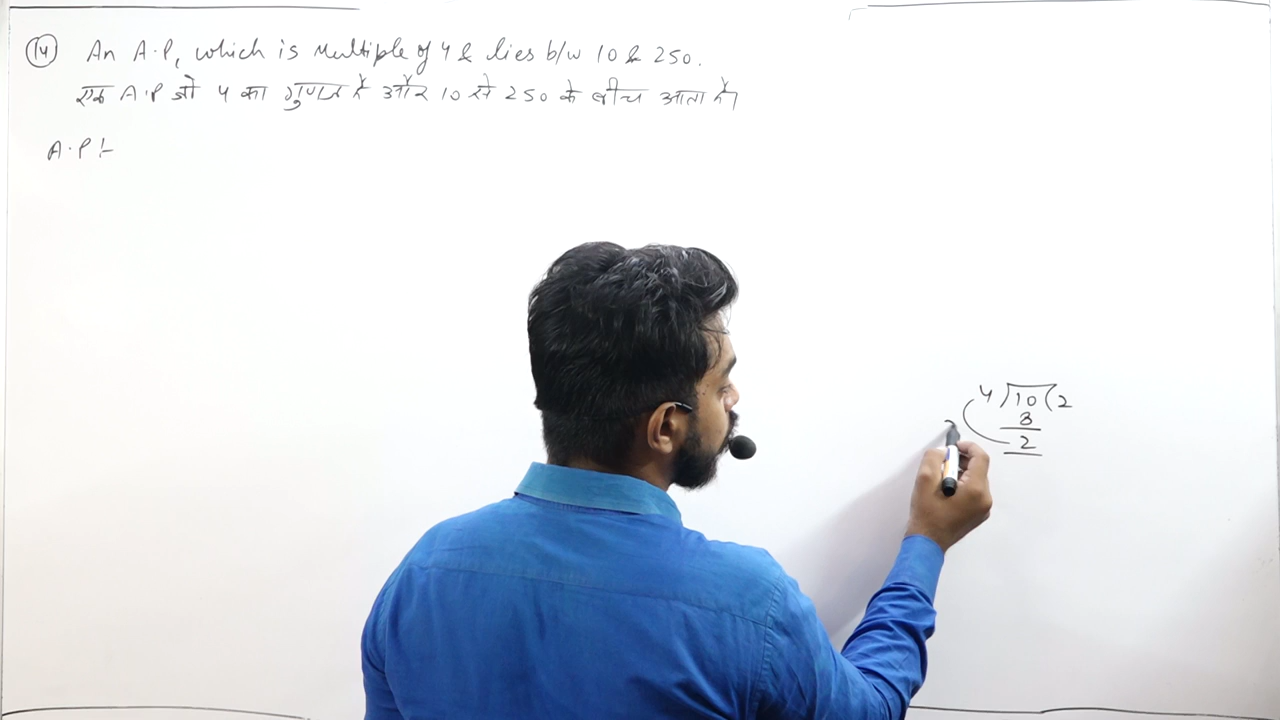 (14) An A.P, which is Multiple of 4 & lies b/w 10 & 250.
एक A.P जो 4 का गुणज है और 10 से 250 के बीच आता है।
A.P:-
4)10(2
8
2